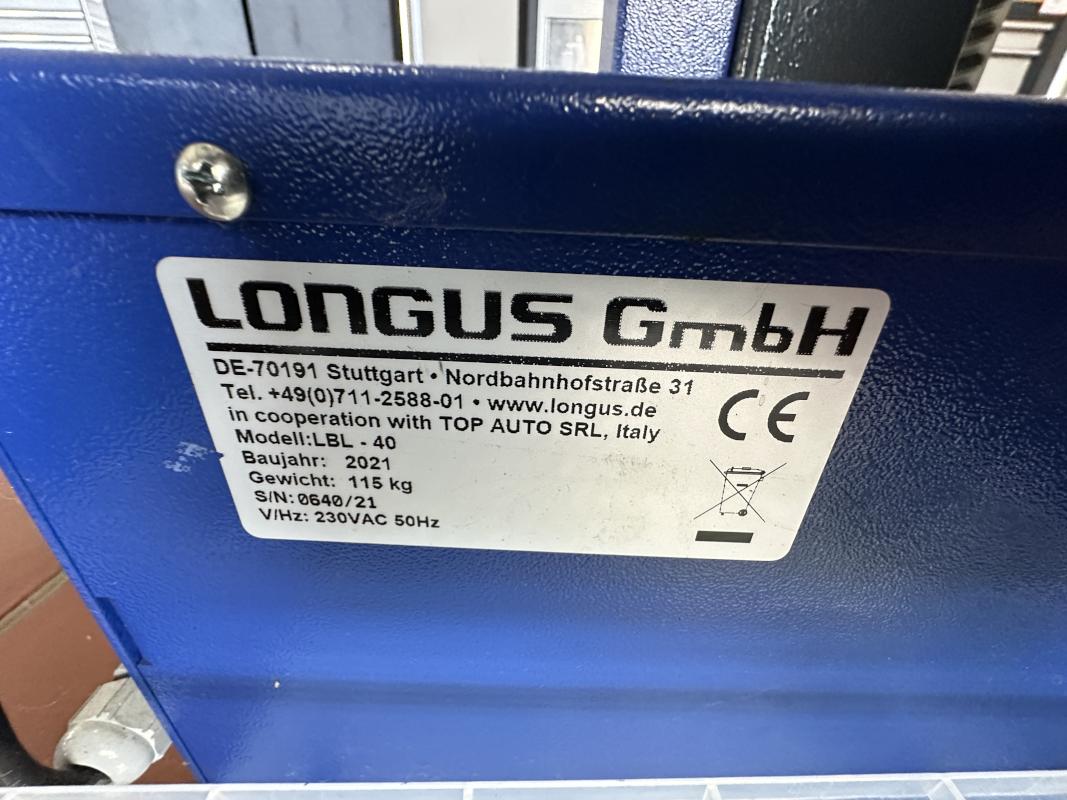 LONGUS GmbH
DE-70191 Stuttgart • Nordbahnhofstraße 31
Tel. +49(0)711-2588-01 • www.longus.de
in cooperation with TOP AUTO SRL, Italy
Modell:LBL - 40
Baujahr: 2021
Gewicht: 115 kg
S/N: 0640/21
V/Hz: 230VAC 50Hz
CE